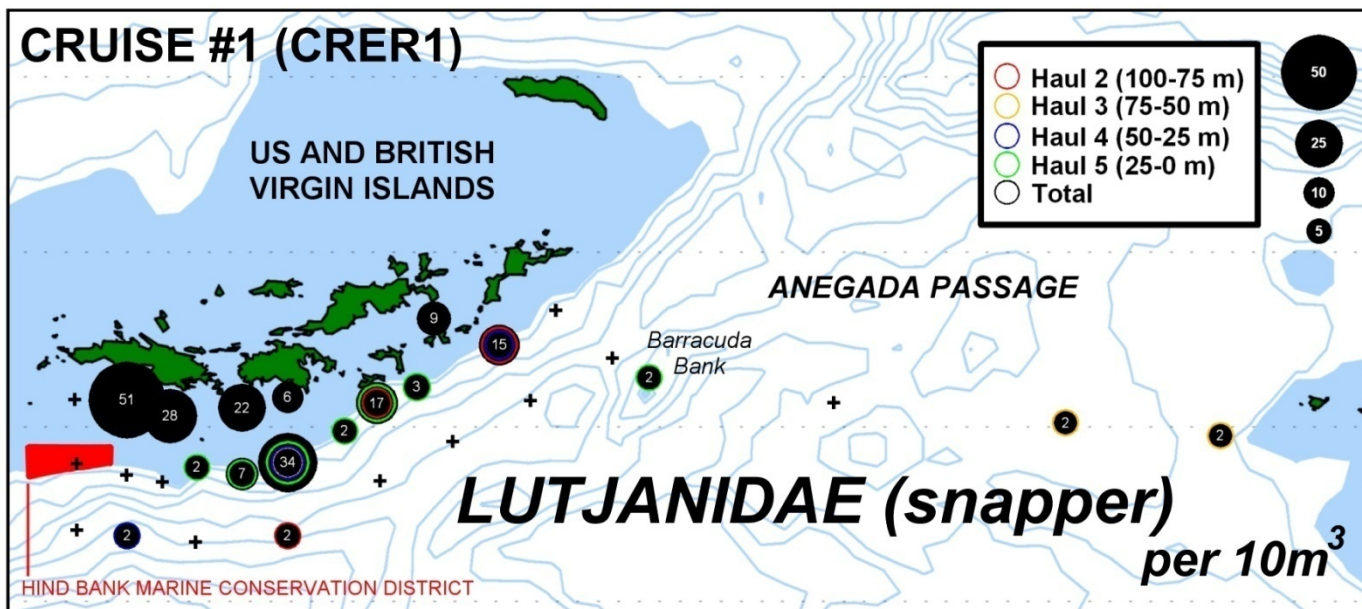 CRUISE #1 (CRER1)
US AND BRITISH
VIRGIN ISLANDS
Haul 2 (100-75 m)
Haul 3 (75-50 m)
Haul 4 (50-25 m)
Haul 5 (25-0 m)
Total
50
25
10
5
ANEGADA PASSAGE
Barracuda
Bank
9
15
2
51
28
22
6
17
3
2
2
2
2
7
34
2
2
LUTJANIDAE (snapper)
per 10m³
HIND BANK MARINE CONSERVATION DISTRICT